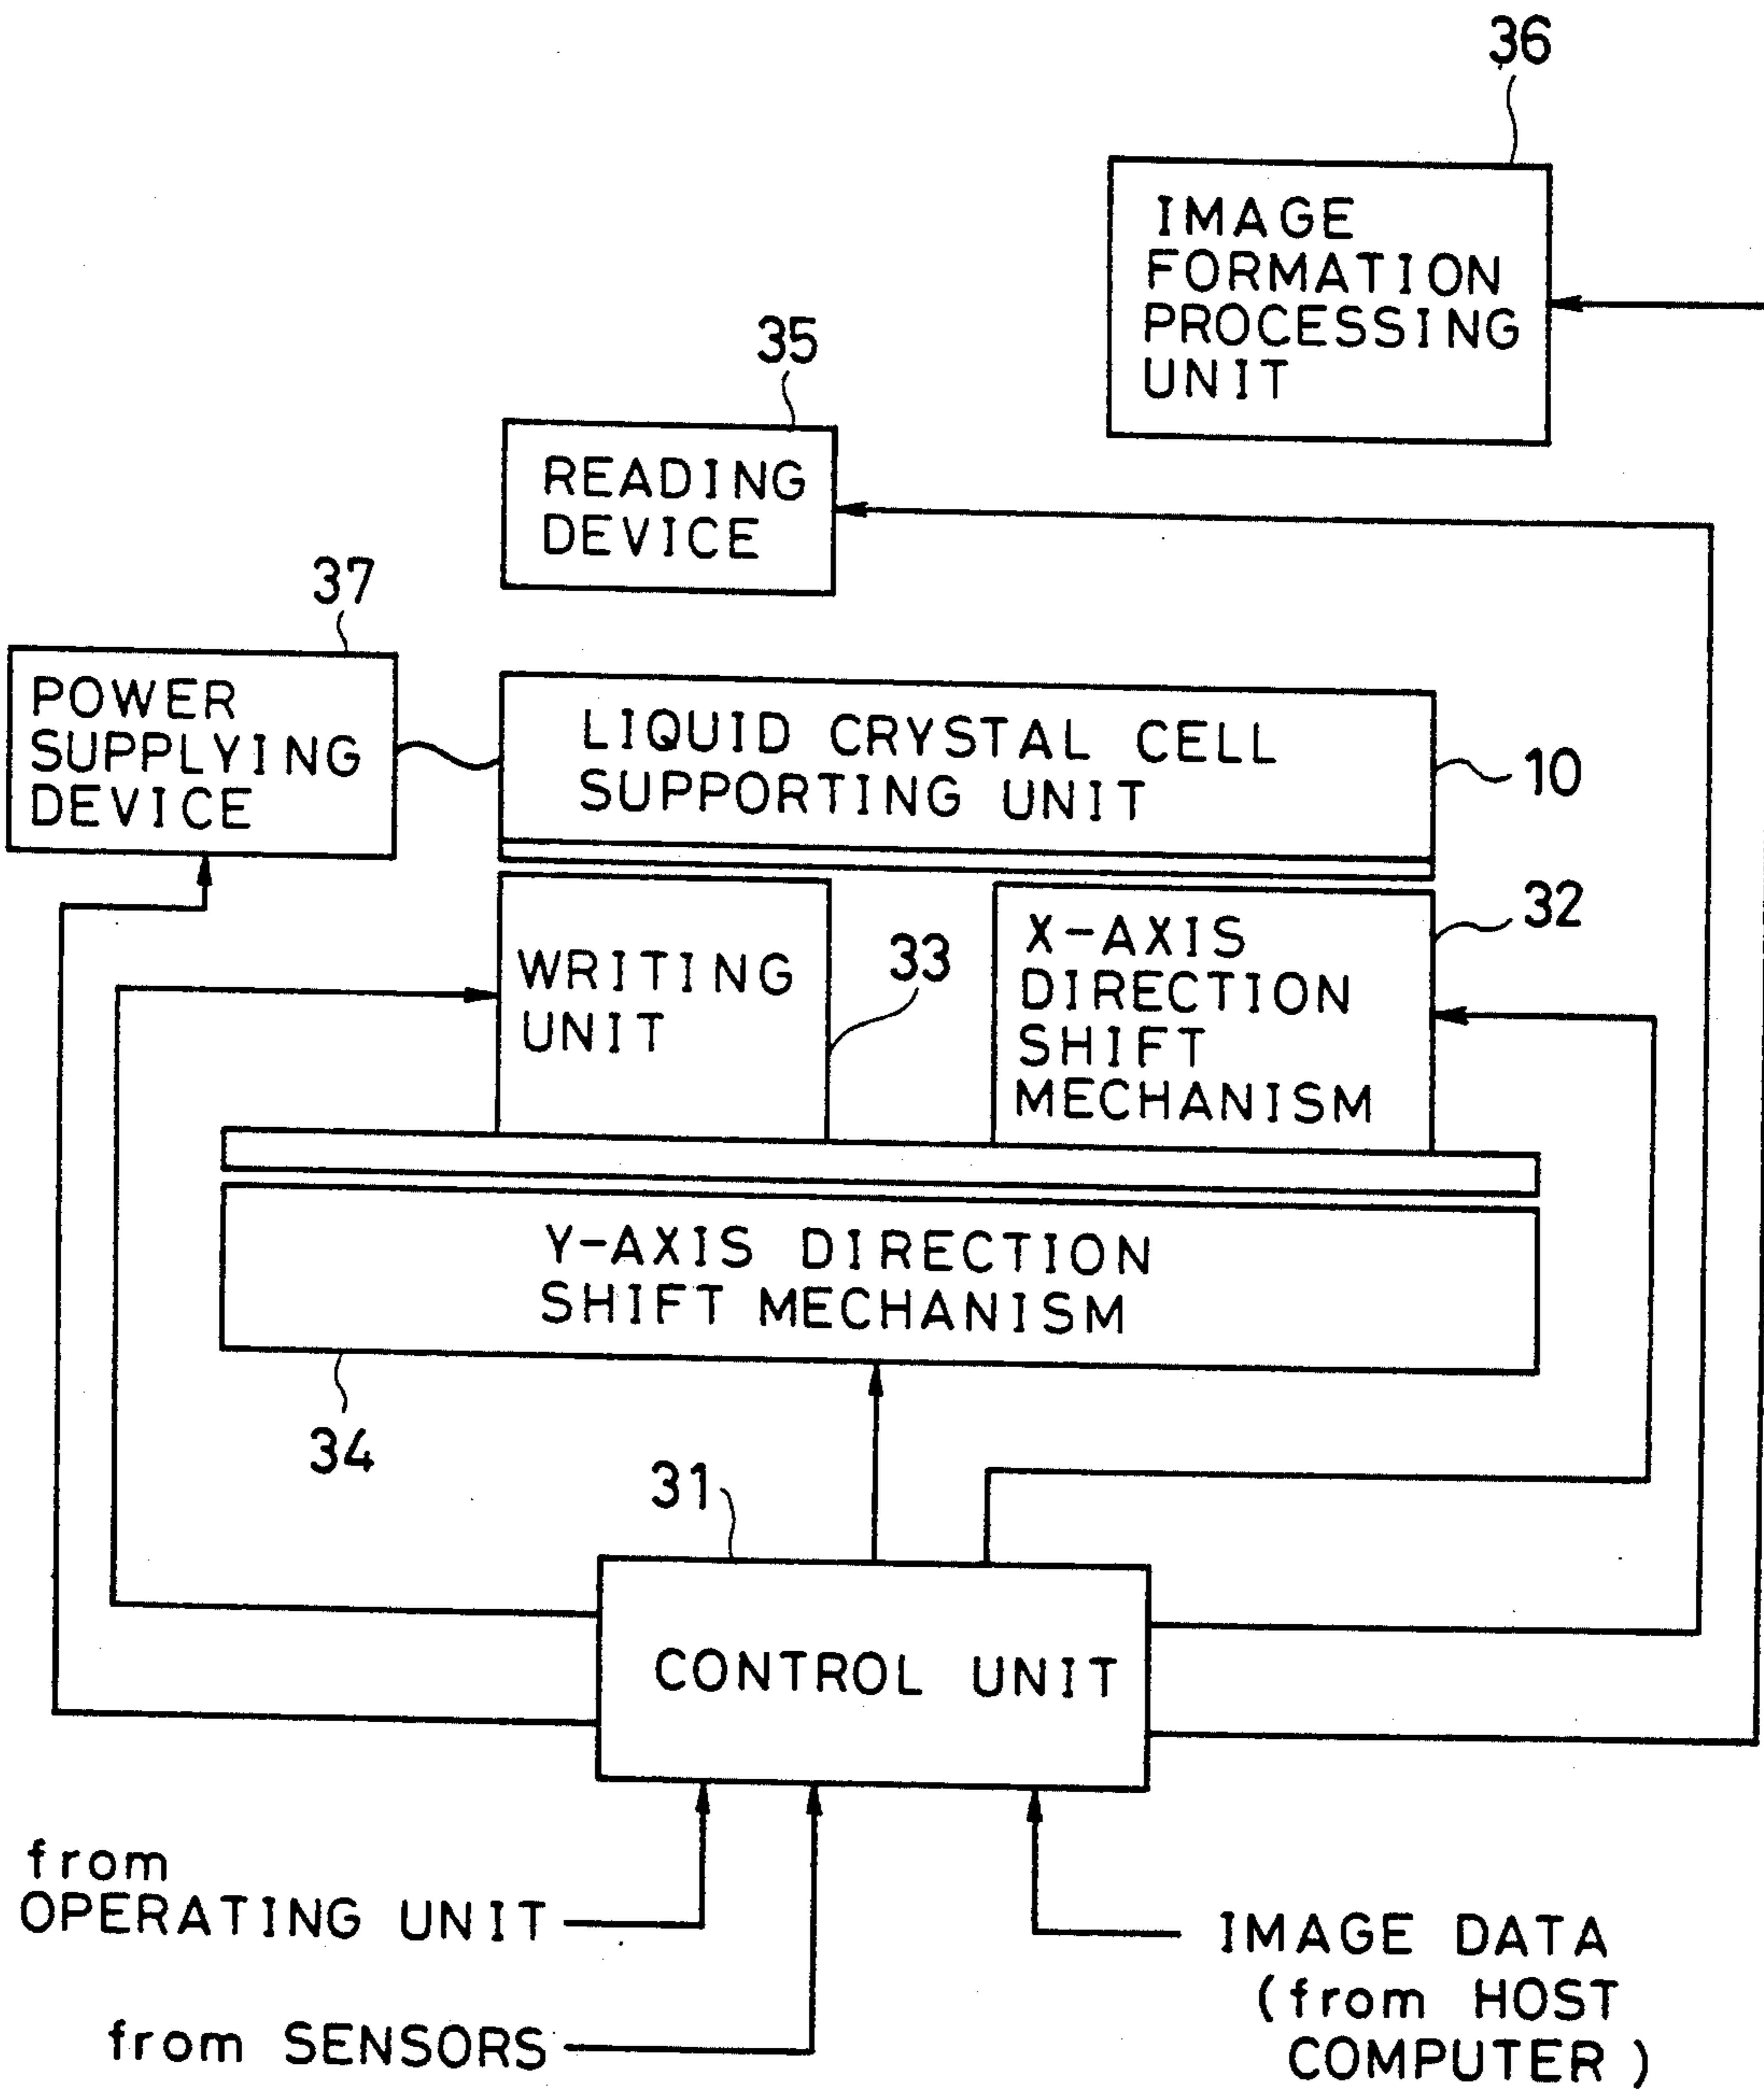 36
IMAGE
FORMATION
PROCESSING
UNIT
35
READING
DEVICE
37
POWER
SUPPLYING
DEVICE
LIQUID CRYSTAL CELL
SUPPORTING UNIT
10
WRITING
UNIT
33
X-AXIS
DIRECTION
SHIFT
MECHANISM
32
Y-AXIS DIRECTION
SHIFT MECHANISM
34
31
CONTROL UNIT
from
OPERATING UNIT
from SENSORS
IMAGE DATA
(from HOST
COMPUTER)